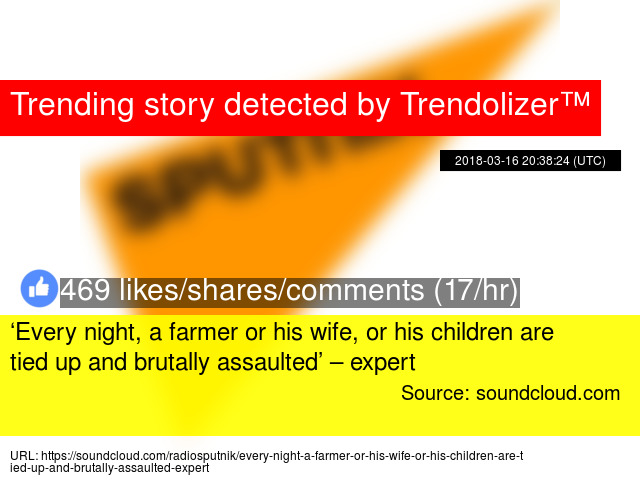 Trending story detected by Trendolizer™
SPUTNIK
2018-03-16 20:38:24 (UTC)
469 likes/shares/comments (17/hr)
‘Every night, a farmer or his wife, or his children are
tied up and brutally assaulted’ – expert
Source: soundcloud.com
URL: https://soundcloud.com/radiosputnik/every-night-a-farmer-or-his-wife-or-his-children-are-t
ied-up-and-brutally-assaulted-expert